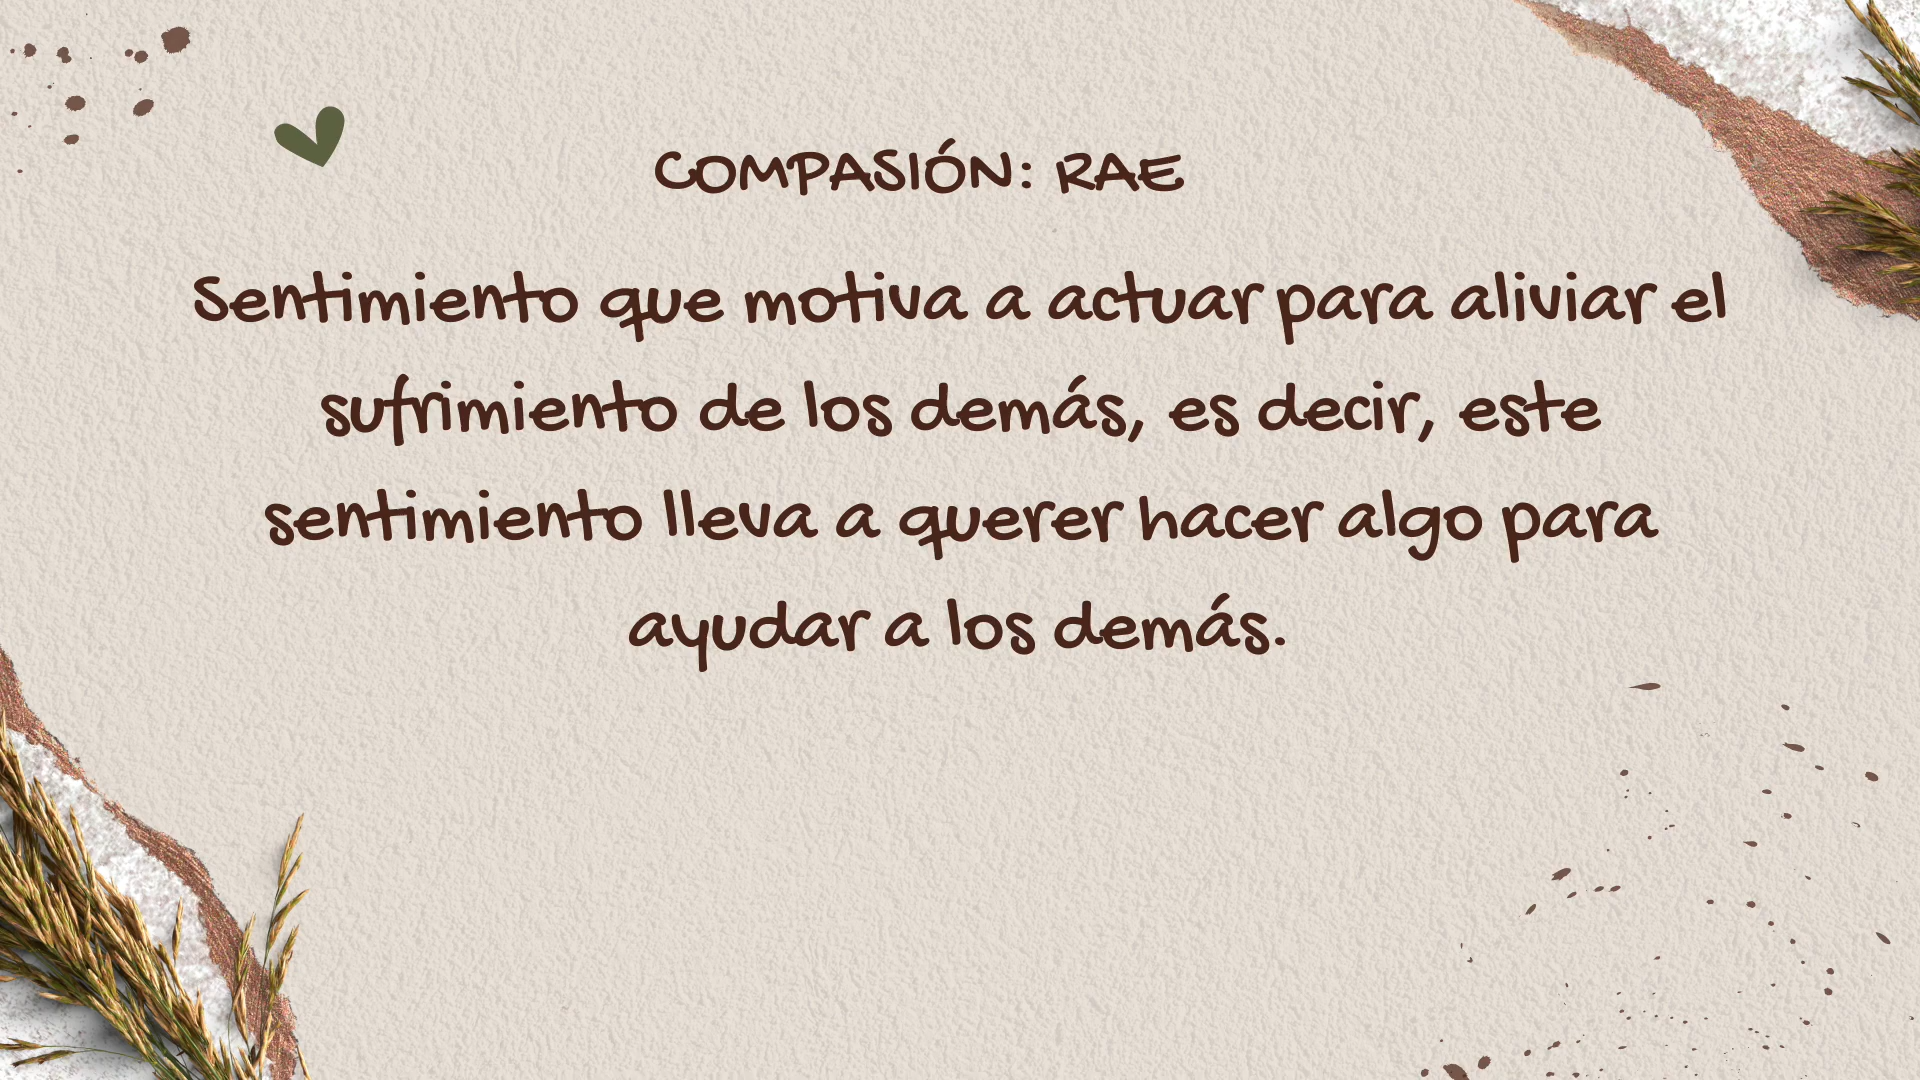 COMPASIÓN: RAE
Sentimiento que motiva a actuar para aliviar el
sufrimiento de los demás, es decir, este
sentimiento lleva a querer hacer algo para
ayudar a los demás.